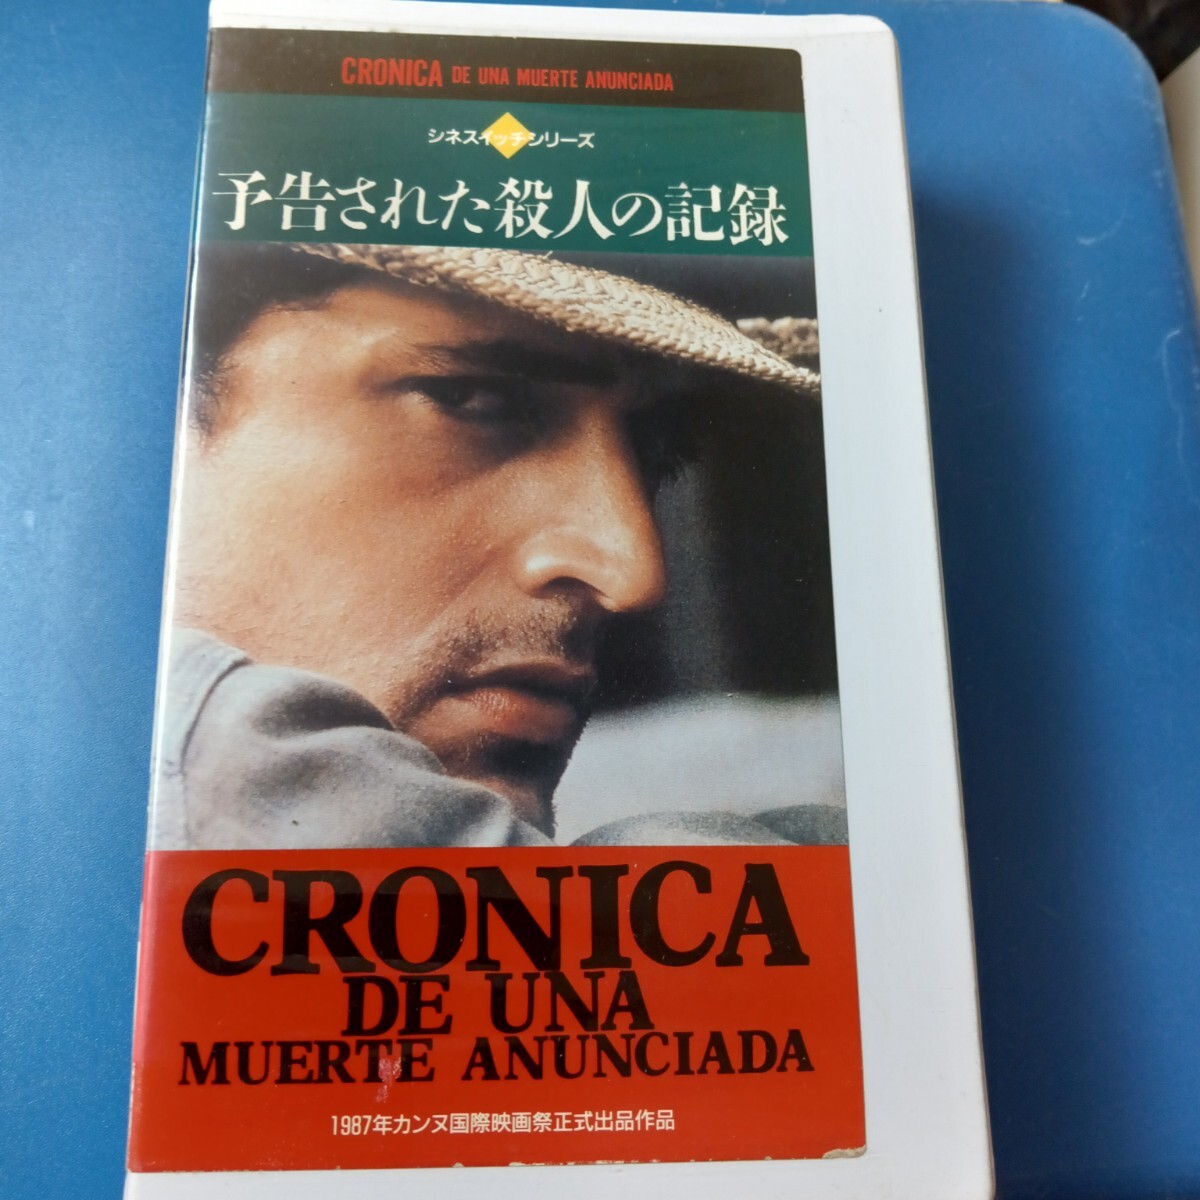 CRONICA DE UNA MUERTE ANUNCIADA
シネスイッチシリーズ
予告された殺人の記録
CRONICA
DE UNA
MUERTE ANUNCIADA
1987年カンヌ国際映画祭正式出品作品